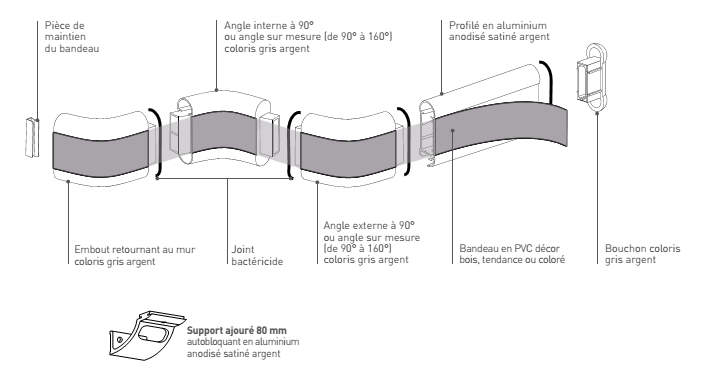 Pièce de
maintien
du bandeau
Angle interne à 90°
ou angle sur mesure (de 90° à 160°)
coloris gris argent
Profilé en aluminium
anodisé satiné argent
Embout retournant au mur
coloris gris argent
Joint
bactéricide
Angle externe à 90°
ou angle sur mesure
(de 90° à 160°)
coloris gris argent
Bandeau en PVC décor
bois, tendance ou coloré
Bouchon coloris
gris argent
Support ajouré 80 mm
autobloquant en aluminium
anodisé satiné argent